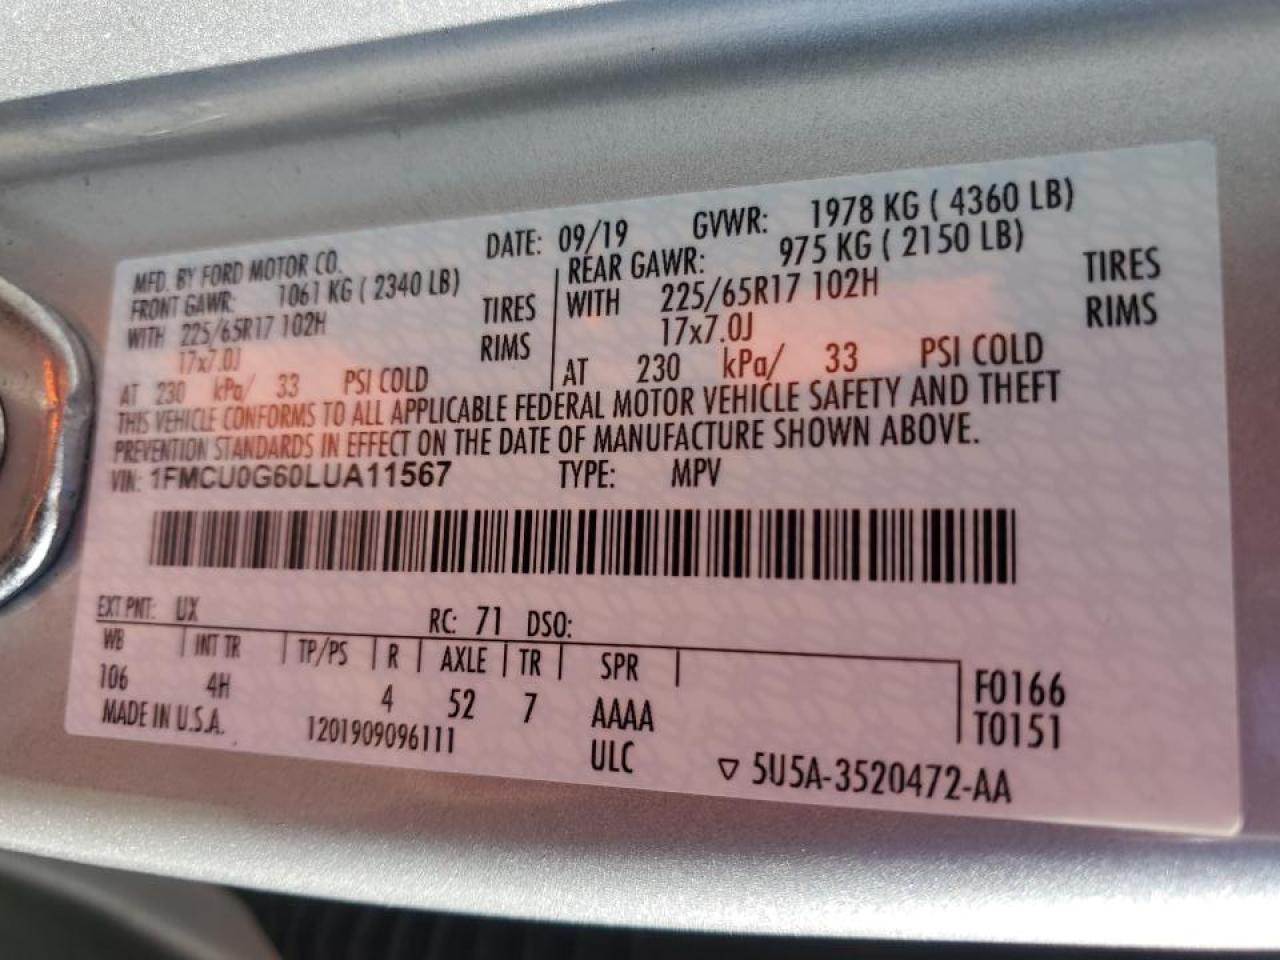 MFD. BY FORD MOTOR CO. DATE: 09/19 GVWR: 1978 KG ( 4360 LB)
FRONT GAWR: 1061 KG ( 2340 LB) REAR GAWR: 975 KG ( 2150 LB)
WITH 225/65R17 102H TIRES WITH 225/65R17 102H TIRES
17x7.0J RIMS 17x7.0J RIMS
AT 230 kPa/ 33 PSI COLD AT 230 kPa/ 33 PSI COLD
THIS VEHICLE CONFORMS TO ALL APPLICABLE FEDERAL MOTOR VEHICLE SAFETY AND THEFT
PREVENTION STANDARDS IN EFFECT ON THE DATE OF MANUFACTURE SHOWN ABOVE.
VIN: 1FMCU0G60LUA11567 TYPE: MPV
EXT PNT: UX RC: 71 DSO:
WB INT TR TP/PS R AXLE TR SPR
106 4H 4 52 7 AAAA F0166
MADE IN U.S.A. 1201909096111 ULC T0151
▽ 5U5A-3520472-AA